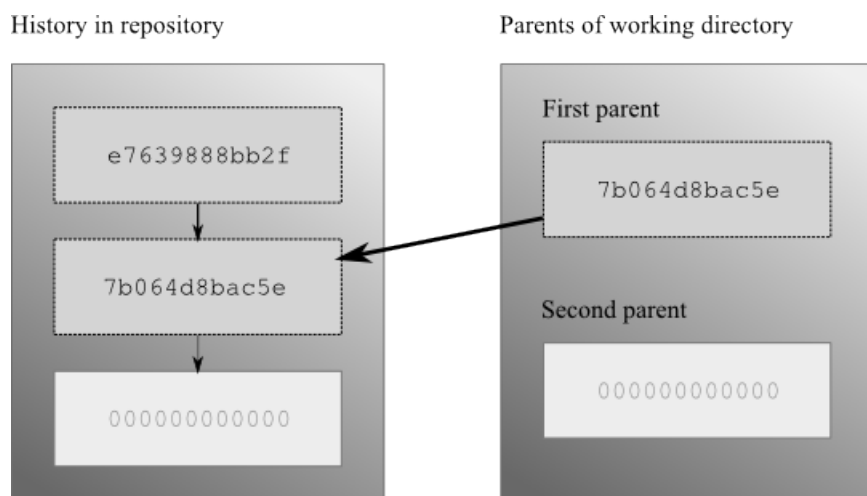 History in repository
e7639888bb2f
7b064d8bac5e
000000000000
Parents of working directory
First parent
7b064d8bac5e
Second parent
000000000000